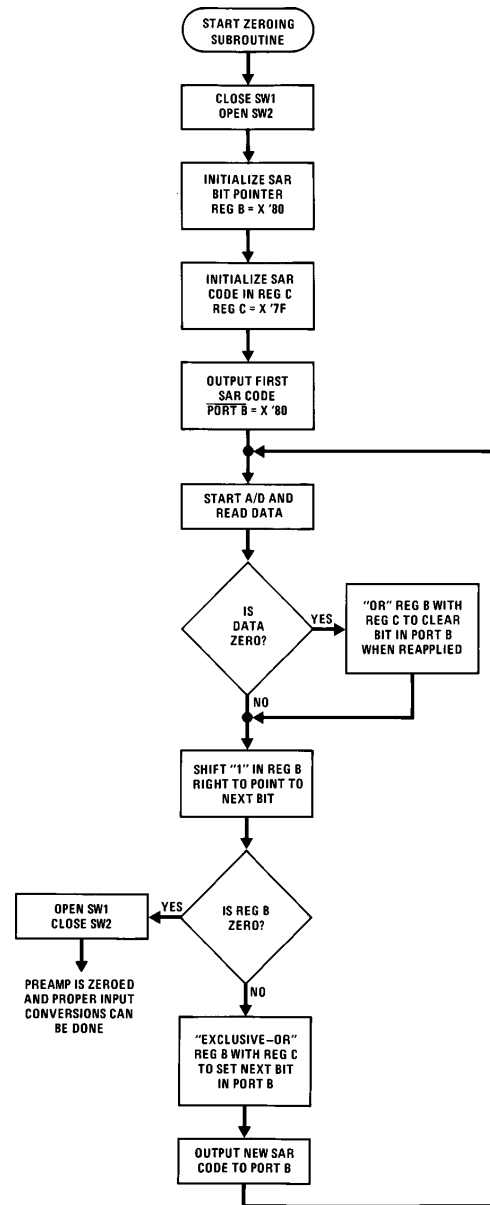 START ZEROING
SUBROUTINE
CLOSE SW1
OPEN SW2
INITIALIZE SAR
BIT POINTER
REG B = X '80
INITIALIZE SAR
CODE IN REG C
REG C = X '7F
OUTPUT FIRST
SAR CODE
PORT B = X '80
START A/D AND
READ DATA
IS
DATA
ZERO?
YES
"OR" REG B WITH
REG C TO CLEAR
BIT IN PORT B
WHEN REAPPLIED
NO
SHIFT "1" IN REG B
RIGHT TO POINT TO
NEXT BIT
IS REG B
ZERO?
YES
OPEN SW1
CLOSE SW2
PREAMP IS ZEROED
AND PROPER INPUT
CONVERSIONS CAN
BE DONE
NO
"EXCLUSIVE–OR"
REG B WITH REG C
TO SET NEXT BIT
IN PORT B
OUTPUT NEW SAR
CODE TO PORT B